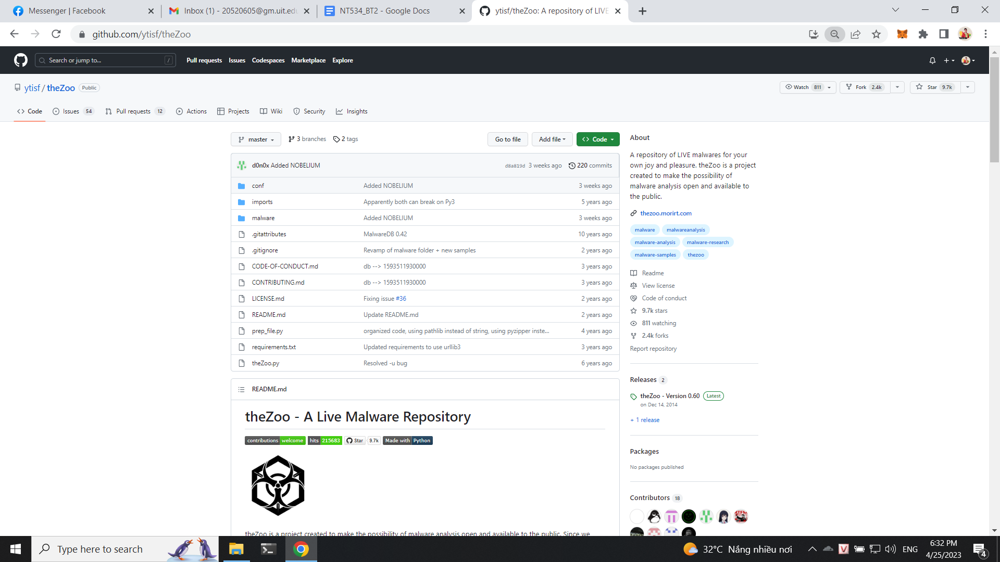 Messenger | Facebook
Inbox (1) - 20520605@gm.uit.edu
NT534_BT2 - Google Docs
ytisf/theZoo: A repository of LIVE
github.com/ytisf/theZoo
Search or jump to...
/
Pull requests
Issues
Codespaces
Marketplace
Explore
ytisf / theZoo
Public
Watch 811
Fork 2.4k
Star 9.7k
Code
Issues 54
Pull requests 12
Actions
Projects
Wiki
Security
Insights
master
3 branches
2 tags
Go to file
Add file
Code
d0n0x Added NOBELIUM
d8a819d 3 weeks ago
220 commits
conf Added NOBELIUM 3 weeks ago
imports Apparently both can break on Py3 5 years ago
malware Added NOBELIUM 3 weeks ago
.gitattributes MalwareDB 0.42 10 years ago
.gitignore Revamp of malware folder + new samples 2 years ago
CODE-OF-CONDUCT.md db --> 1593511930000 3 years ago
CONTRIBUTING.md db --> 1593511930000 3 years ago
LICENSE.md Fixing issue #36 2 years ago
README.md Update README.md 2 years ago
prep_file.py organized code, using pathlib instead of string, using pyzipper inste... 4 years ago
requirements.txt Updated requirements to use urllib3 3 years ago
theZoo.py Resolved -u bug 6 years ago
README.md
theZoo - A Live Malware Repository
contributions welcome hits 215683 Star 9.7k Made with Python
theZoo is a project created to make the possibility of malware analysis open and available to the public. Since we
About
A repository of LIVE malwares for your
own joy and pleasure. theZoo is a project
created to make the possibility of
malware analysis open and available to
the public.
thezoo.morirt.com
malware malwareanalysis
malware-analysis malware-research
malware-samples thezoo
Readme
View license
Code of conduct
9.7k stars
811 watching
2.4k forks
Report repository
Releases 2
theZoo - Version 0.60 Latest
on Dec 14, 2014
+ 1 release
Packages
No packages published
Contributors 18
Type here to search
32°C Nắng nhiều nơi
ENG
6:32 PM
4/25/2023
4